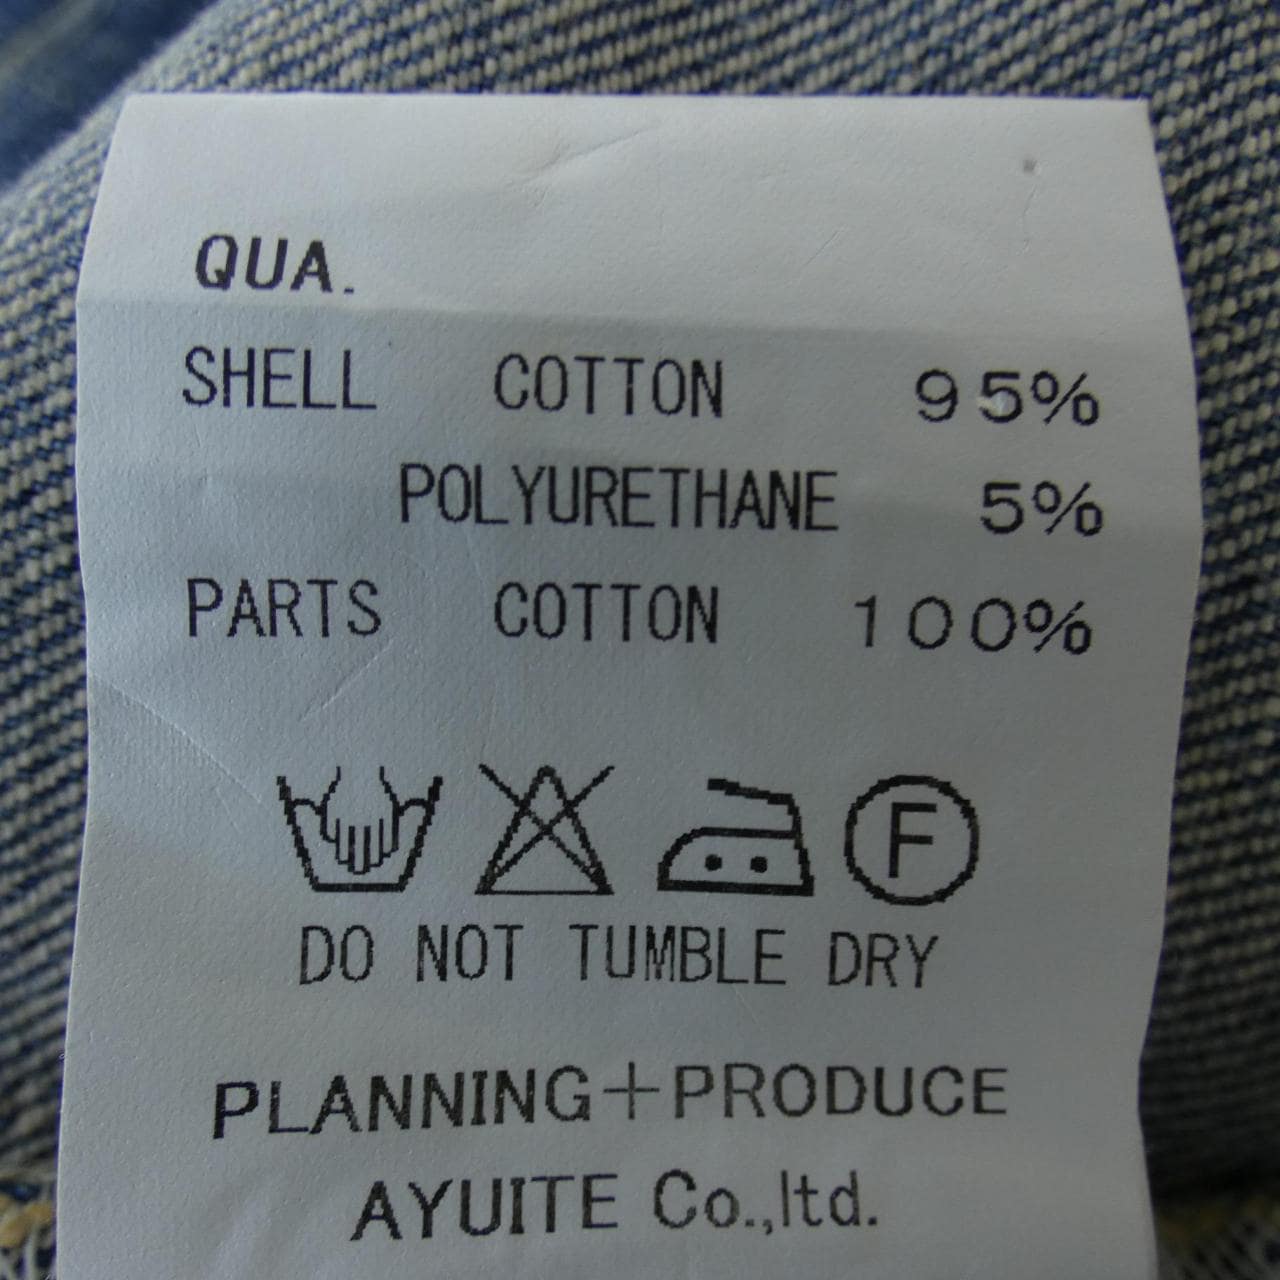 QUA.
SHELL COTTON 95%
POLYURETHANE 5%
PARTS COTTON 100%
F
DO NOT TUMBLE DRY
PLANNING+PRODUCE
AYUITE Co.,ltd.